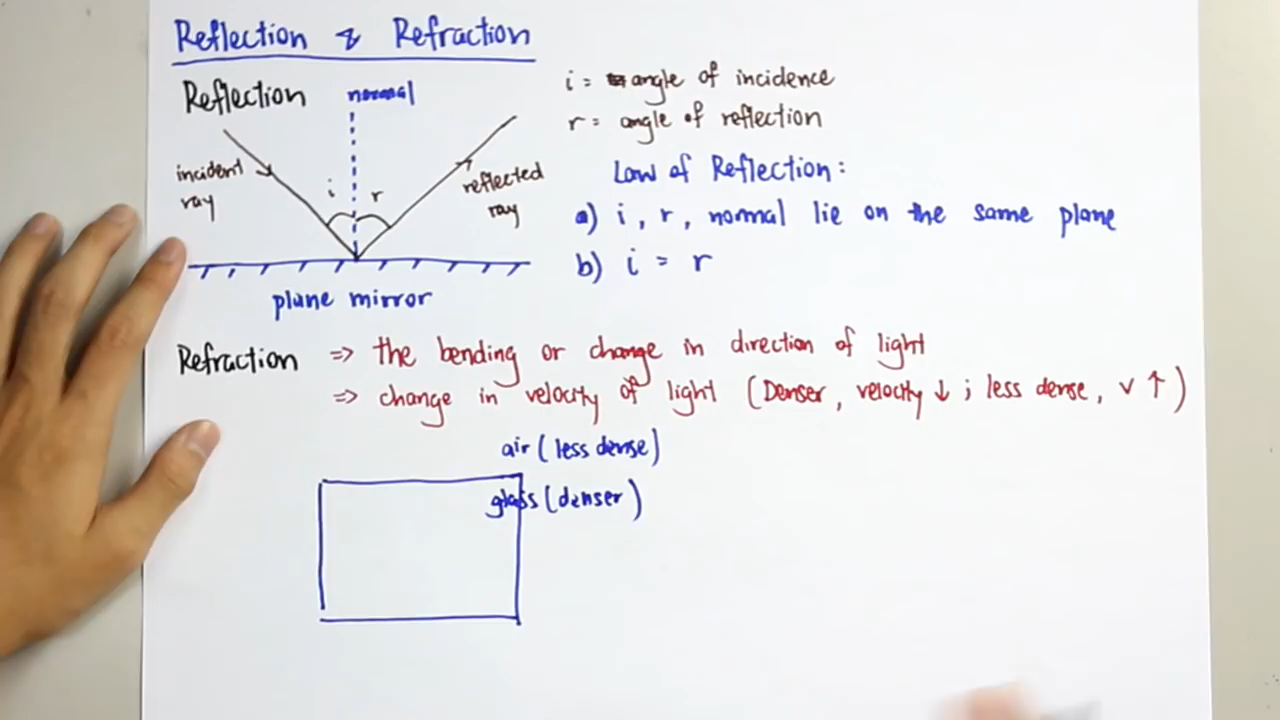 Reflection & Refraction
Reflection
normal
incident
ray
i
r
reflected
ray
plane mirror
i = angle of incidence
r = angle of reflection
Law of Reflection:
a) i, r, normal lie on the same plane
b) i = r
Refraction => the bending or change in direction of light
=> change in velocity of light (Denser, velocity ↓ ; less dense, v ↑)
air (less dense)
glass (denser)